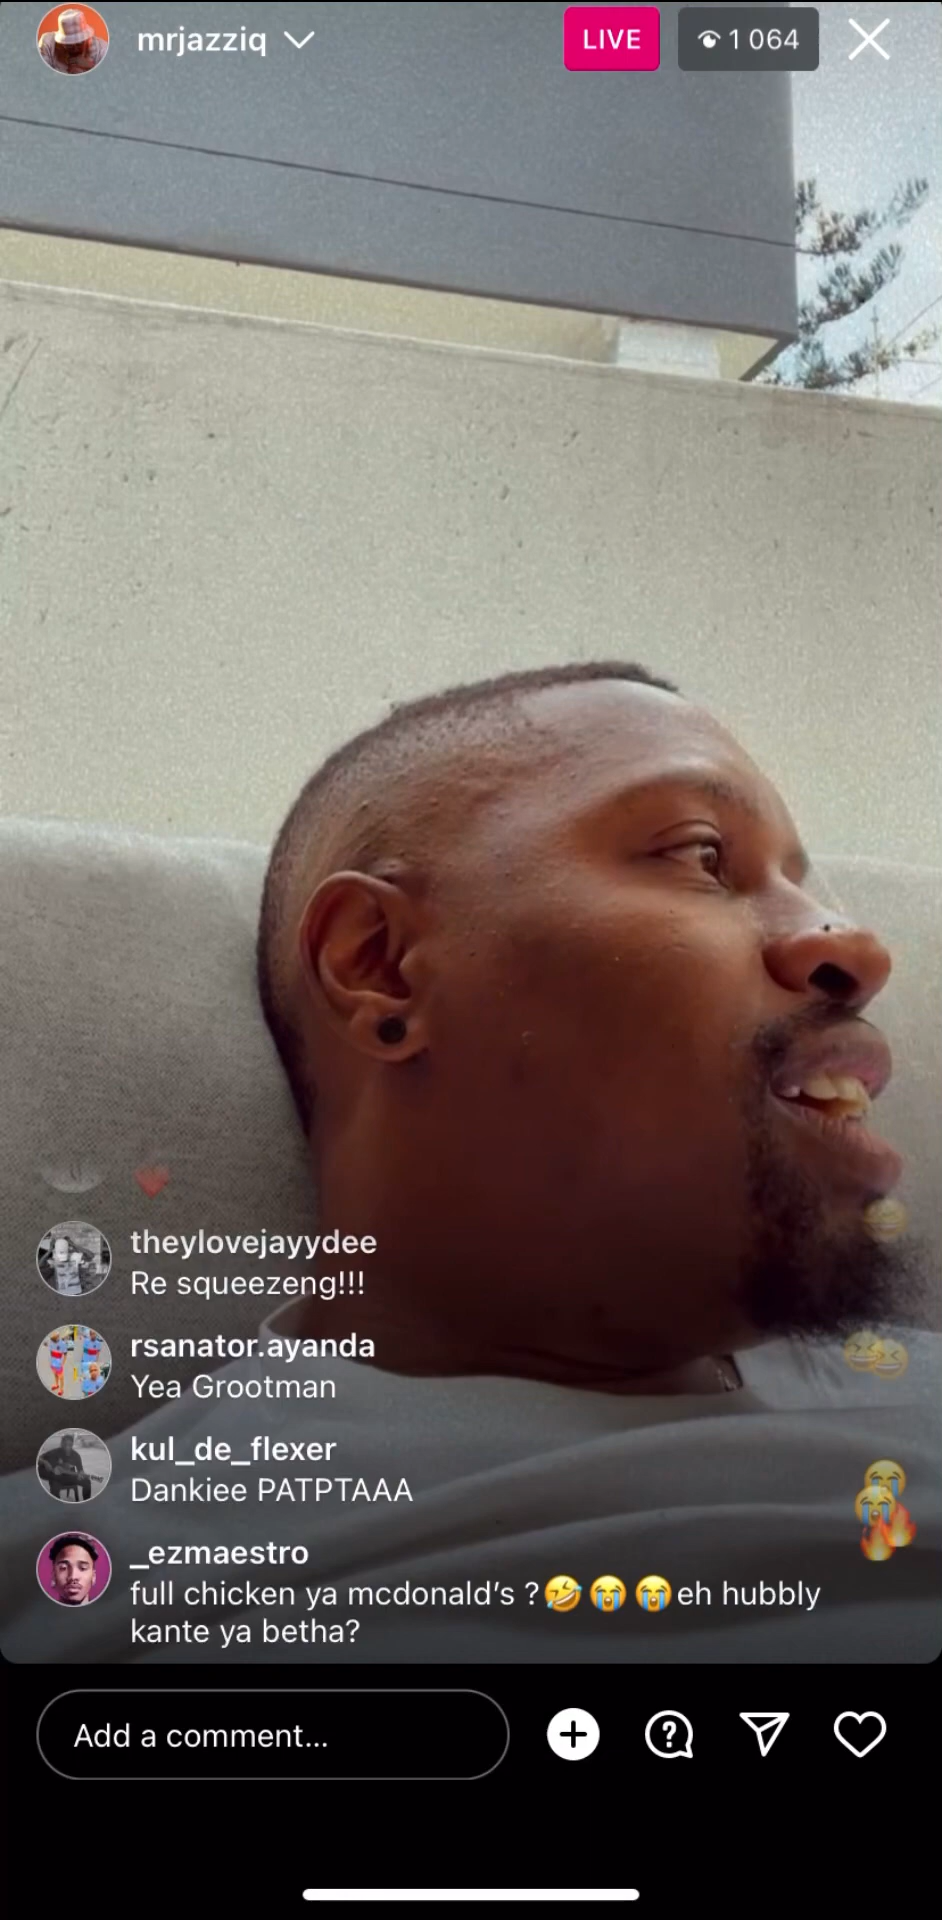 mrjazziq
LIVE
1 064
theylovejayydee
Re squeezeng!!!
rsanator.ayanda
Yea Grootman
kul_de_flexer
Dankiee PATPTAAA
_ezmaestro
full chicken ya mcdonald's ?🤣😭😭eh hubbly
kante ya betha?
Add a comment...